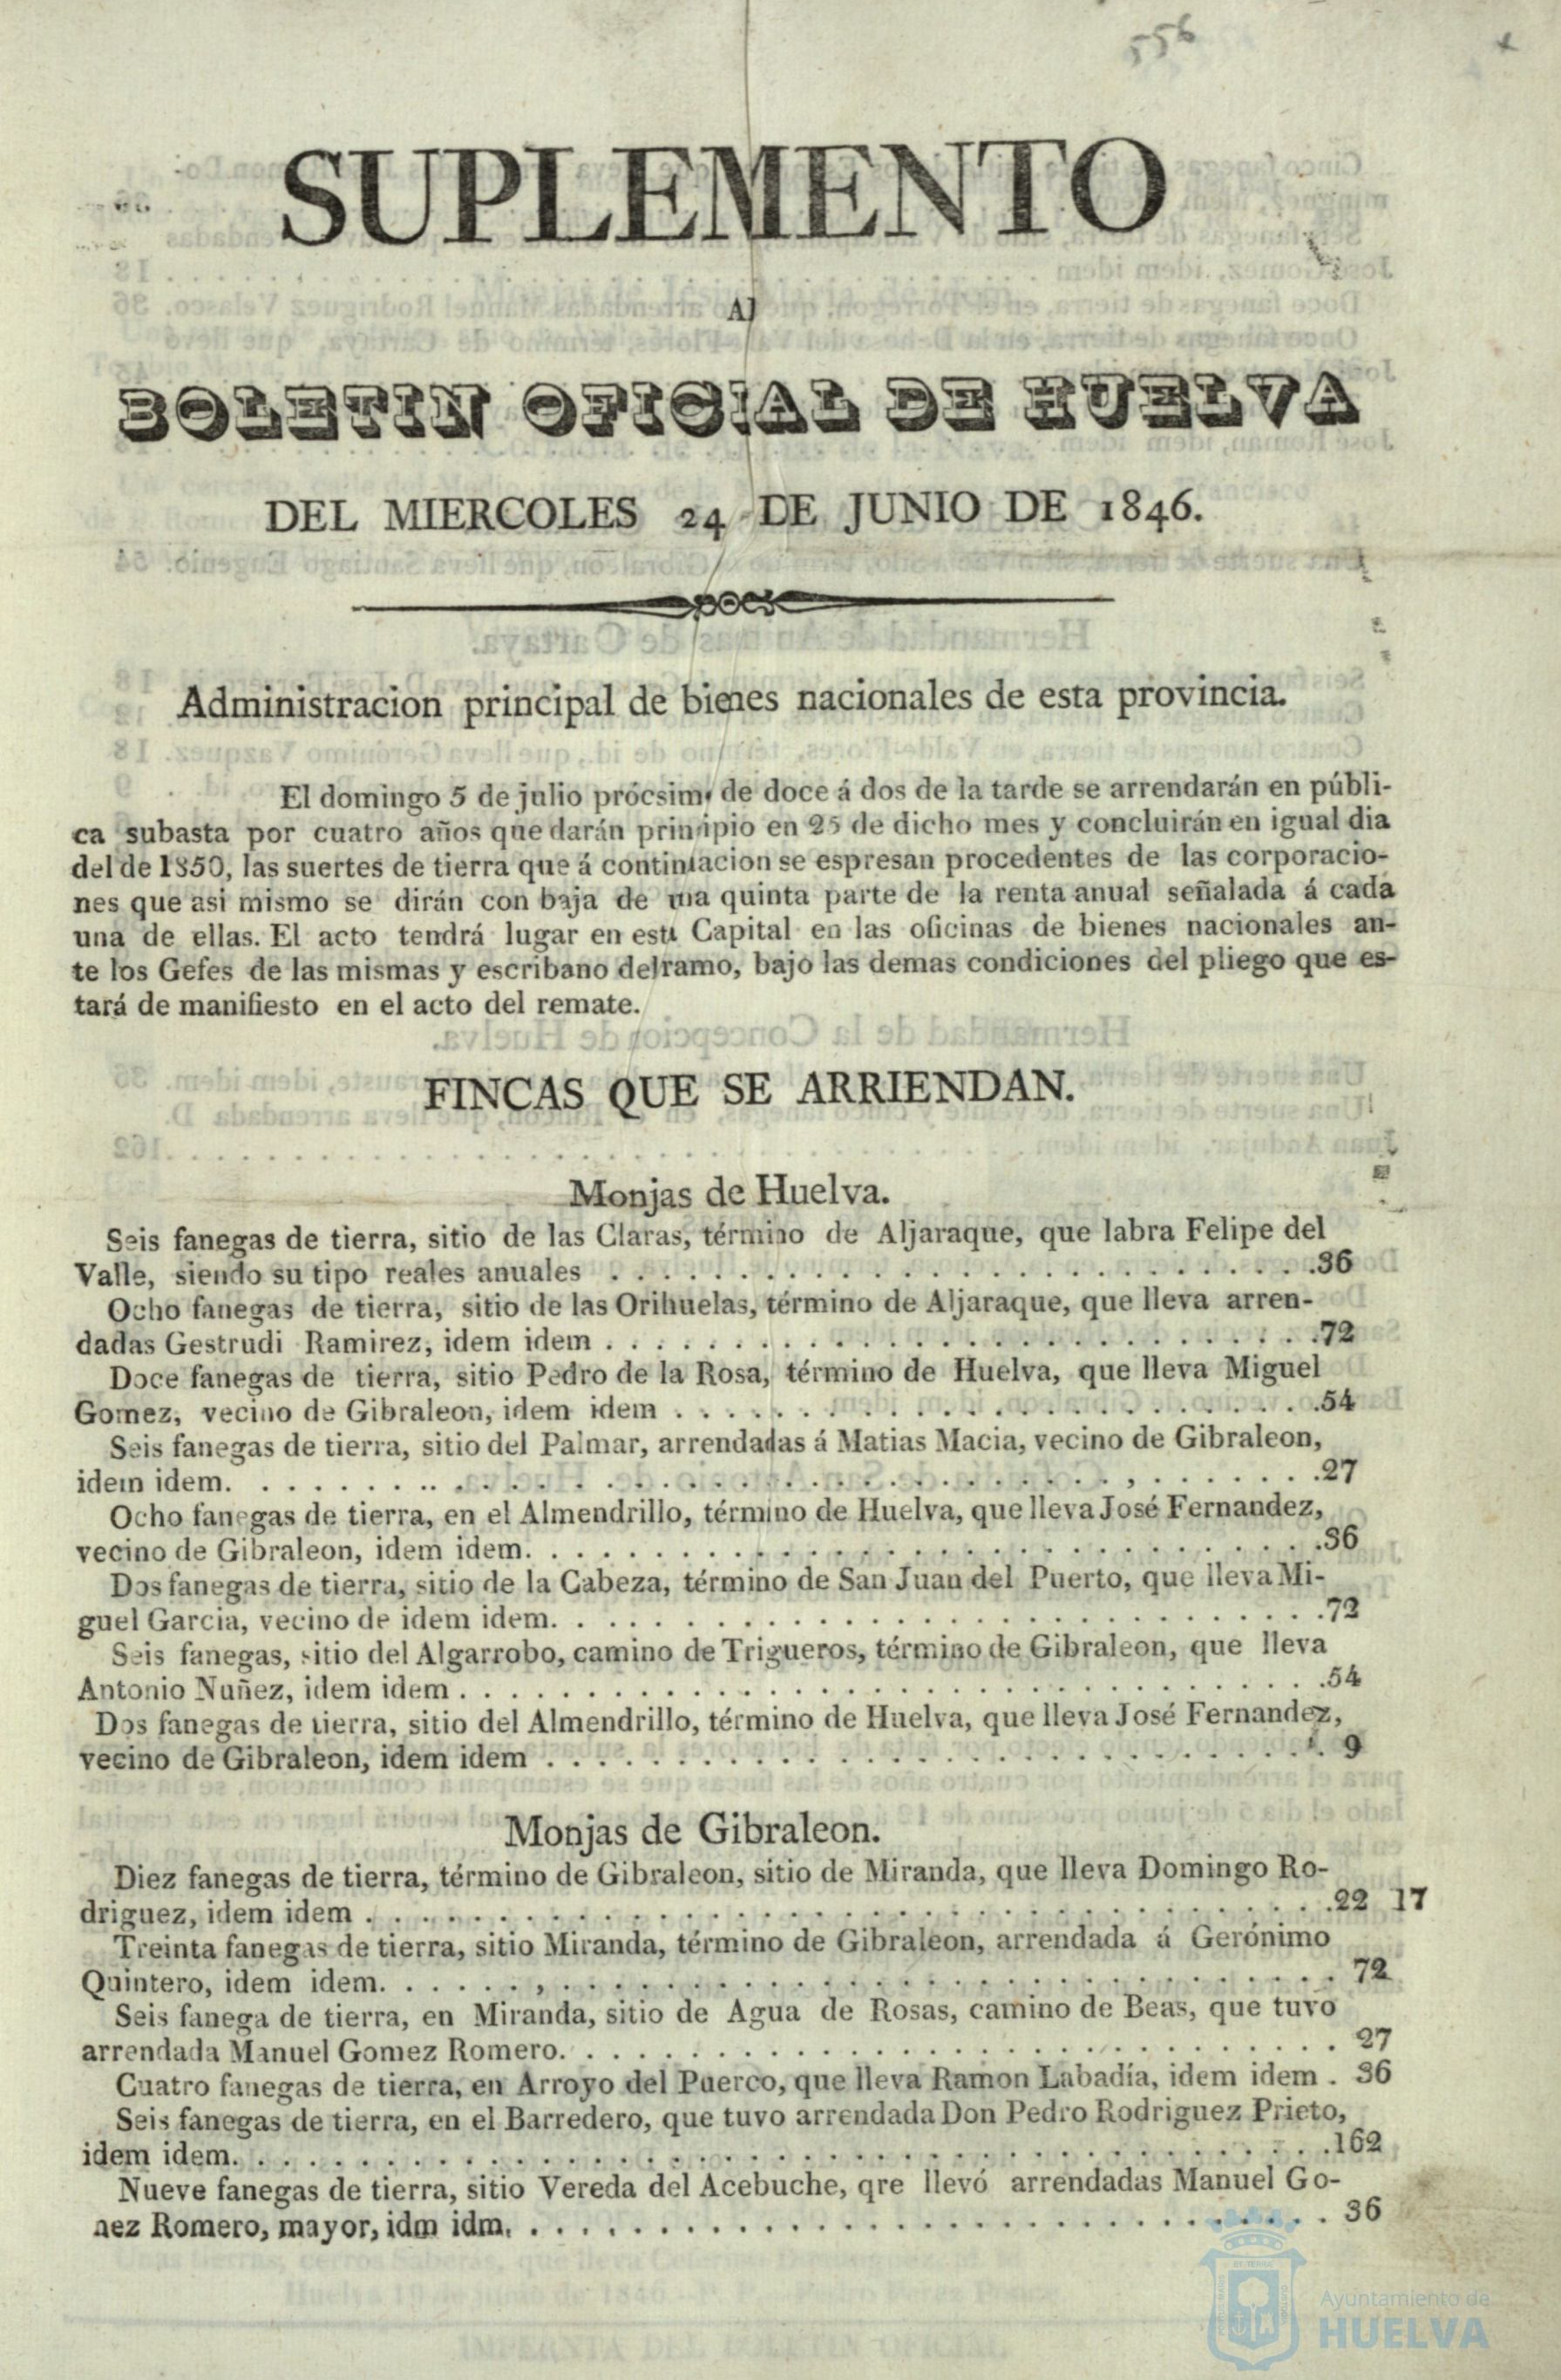 556
SUPLEMENTO
Al
BOLETIN OFICIAL DE HUELVA
DEL MIERCOLES 24 DE JUNIO DE 1846.
Administracion principal de bienes nacionales de esta provincia.
El domingo 5 de julio prócsimo de doce á dos de la tarde se arrendarán en públi-
ca subasta por cuatro años que darán principio en 25 de dicho mes y concluirán en igual dia
del de 1850, las suertes de tierra que á continuacion se espresan procedentes de las corporacio-
nes que asi mismo se dirán con baja de una quinta parte de la renta anual señalada á cada
una de ellas. El acto tendrá lugar en esta Capital en las oficinas de bienes nacionales an-
te los Gefes de las mismas y escribano del ramo, bajo las demas condiciones del pliego que es-
tará de manifiesto en el acto del remate.
FINCAS QUE SE ARRIENDAN.
Monjas de Huelva.
Seis fanegas de tierra, sitio de las Claras, término de Aljaraque, que labra Felipe del
Valle, siendo su tipo reales anuales . . . . . . . . . . . . . . . . . . . . . . . . . . . .36
Ocho fanegas de tierra, sitio de las Orihuelas, término de Aljaraque, que lleva arren-
dadas Gestrudi Ramirez, idem idem . . . . . . . . . . . . . . . . . . . . . . . . . . . .72
Doce fanegas de tierra, sitio Pedro de la Rosa, término de Huelva, que lleva Miguel
Gomez, vecino de Gibraleon, idem idem . . . . . . . . . . . . . . . . . . . . . . . . . .54
Seis fanegas de tierra, sitio del Palmar, arrendadas á Matias Macia, vecino de Gibraleon,
idem idem. . . . . . . . . . . . . . . . . . . . . . . . . . . . . . . . . . . . . . . . . .27
Ocho fanegas de tierra, en el Almendrillo, término de Huelva, que lleva José Fernandez,
vecino de Gibraleon, idem idem. . . . . . . . . . . . . . . . . . . . . . . . . . . . . . .36
Dos fanegas de tierra, sitio de la Cabeza, término de San Juan del Puerto, que lleva Mi-
guel Garcia, vecino de idem idem. . . . . . . . . . . . . . . . . . . . . . . . . . . . . .72
Seis fanegas, sitio del Algarrobo, camino de Trigueros, término de Gibraleon, que lleva
Antonio Nuñez, idem idem . . . . . . . . . . . . . . . . . . . . . . . . . . . . . . . . . .54
Dos fanegas de tierra, sitio del Almendrillo, término de Huelva, que lleva José Fernandez,
vecino de Gibraleon, idem idem . . . . . . . . . . . . . . . . . . . . . . . . . . . . . . 9
Monjas de Gibraleon.
Diez fanegas de tierra, término de Gibraleon, sitio de Miranda, que lleva Domingo Ro-
driguez, idem idem . . . . . . . . . . . . . . . . . . . . . . . . . . . . . . . . . . . . .22 17
Treinta fanegas de tierra, sitio Miranda, término de Gibraleon, arrendada á Gerónimo
Quintero, idem idem. . . . . . . . . . . . . . . . . . . . . . . . . . . . . . . . . . . . 72
Seis fanega de tierra, en Miranda, sitio de Agua de Rosas, camino de Beas, que tuvo
arrendada Manuel Gomez Romero. . . . . . . . . . . . . . . . . . . . . . . . . . . . . . 27
Cuatro fanegas de tierra, en Arroyo del Puerco, que lleva Ramon Labadía, idem idem . 36
Seis fanegas de tierra, en el Barredero, que tuvo arrendada Don Pedro Rodriguez Prieto,
idem idem. . . . . . . . . . . . . . . . . . . . . . . . . . . . . . . . . . . . . . . . . .162
Nueve fanegas de tierra, sitio Vereda del Acebuche, qre llevó arrendadas Manuel Go-
nez Romero, mayor, idm idm. . . . . . . . . . . . . . . . . . . . . . . . . . . . . . . . 36
Ayuntamiento de
HUELVA